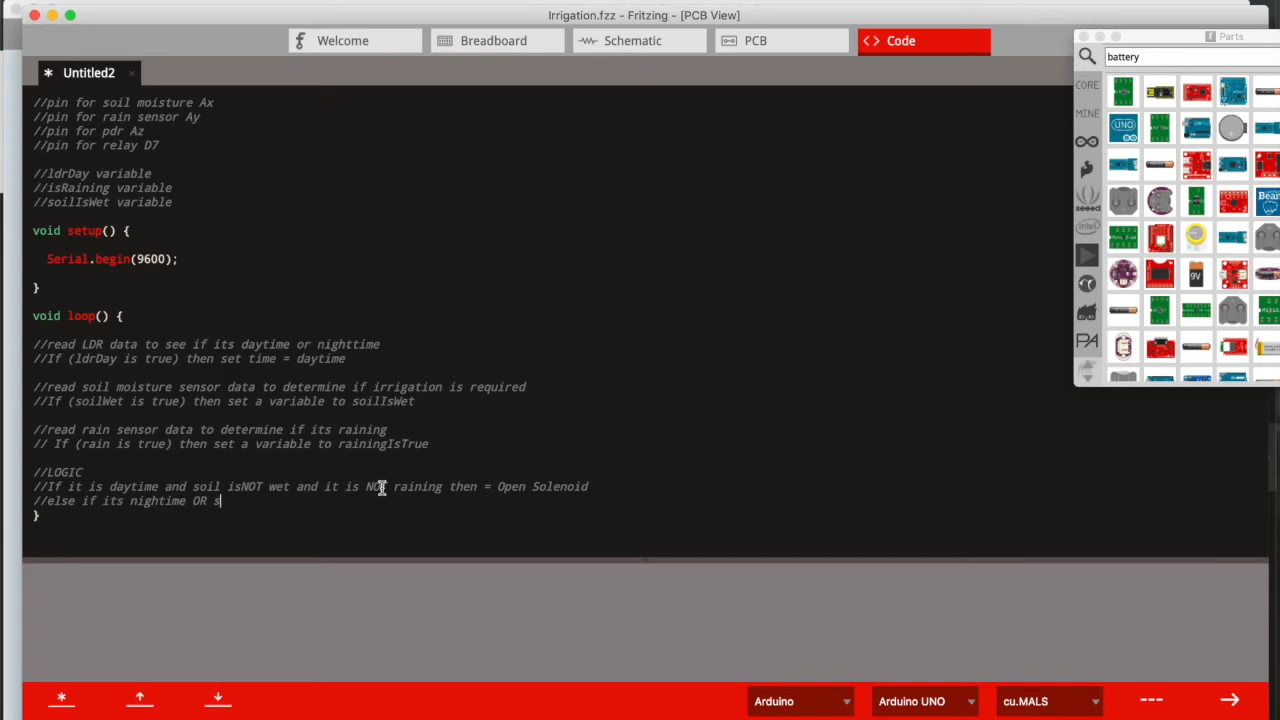 Irrigation.fzz - Fritzing - [PCB View]
Welcome
Breadboard
Schematic
PCB
<> Code
Parts
battery
* Untitled2 ×
CORE
MINE
seeed
intel
PA
UNO
9V
//pin for soil moisture Ax
//pin for rain sensor Ay
//pin for pdr Az
//pin for relay D7
//ldrDay variable
//isRaining variable
//soilIsWet variable
void setup() {
Serial.begin(9600);
}
void loop() {
//read LDR data to see if its daytime or nighttime
//If (ldrDay is true) then set time = daytime
//read soil moisture sensor data to determine if irrigation is required
//If (soilWet is true) then set a variable to soilIsWet
//read rain sensor data to determine if its raining
// If (rain is true) then set a variable to rainingIsTrue
//LOGIC
//If it is daytime and soil isNOT wet and it is NOT raining then = Open Solenoid
//else if its nightime OR s
}
Arduino
Arduino UNO
cu.MALS